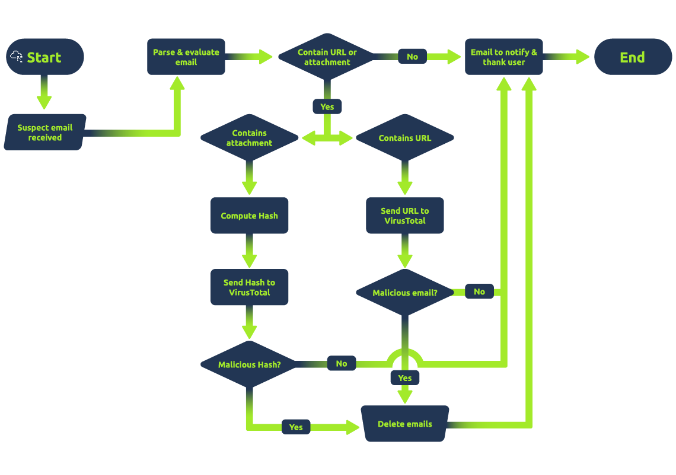 Start
Parse & evaluate
email
Contain URL or
attachment
No
Email to notify &
thank user
End
Suspect email
received
Yes
Contains
attachment
Contains URL
Compute Hash
Send URL to
VirusTotal
Send Hash to
VirusTotal
Malicious email?
No
Malicious Hash?
No
Yes
Yes
Delete emails